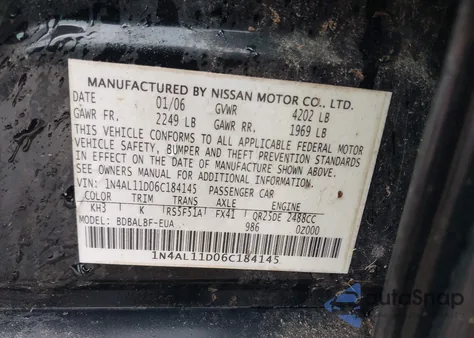 MANUFACTURED BY NISSAN MOTOR CO., LTD.
DATE 01/06 GVWR 4202 LB
GAWR FR. 2249 LB GAWR RR. 1969 LB
THIS VEHICLE CONFORMS TO ALL APPLICABLE FEDERAL MOTOR
VEHICLE SAFETY, BUMPER AND THEFT PREVENTION STANDARDS
IN EFFECT ON THE DATE OF MANUFACTURE SHOWN ABOVE.
SEE OWNERS MANUAL FOR ADDITIONAL INFORMATION.
VIN: 1N4AL11D06C184145 PASSENGER CAR
COLOR TRIM TRANS AXLE ENGINE
KH3 K RS5F51A FX41 QR25DE 2488CC
MODEL: BDBALBF-EUA 986 02000
1N4AL11D06C184145
AutoSnap